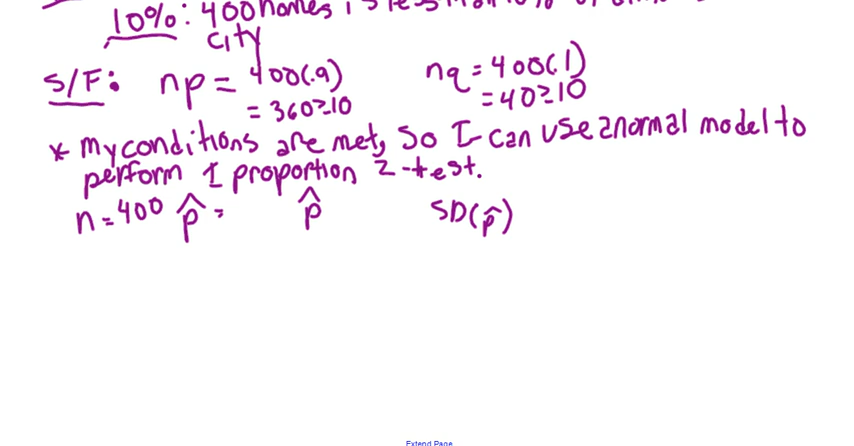 10%: 400 homes is less than 10% of
city
S/F: np = 400(.9) nq = 400(.1)
= 360≥10 = 40≥10
* My conditions are met, so I can use a normal model to
perform 1 proportion z-test.
n = 400 p̂ = p̂ SD(p̂)
Extend Page